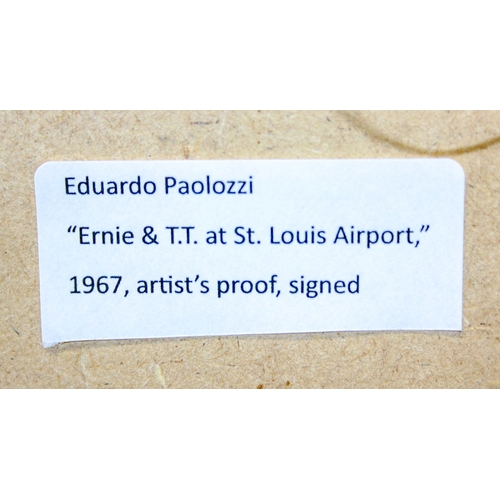 Eduardo Paolozzi
“Ernie & T.T. at St. Louis Airport,”
1967, artist’s proof, signed